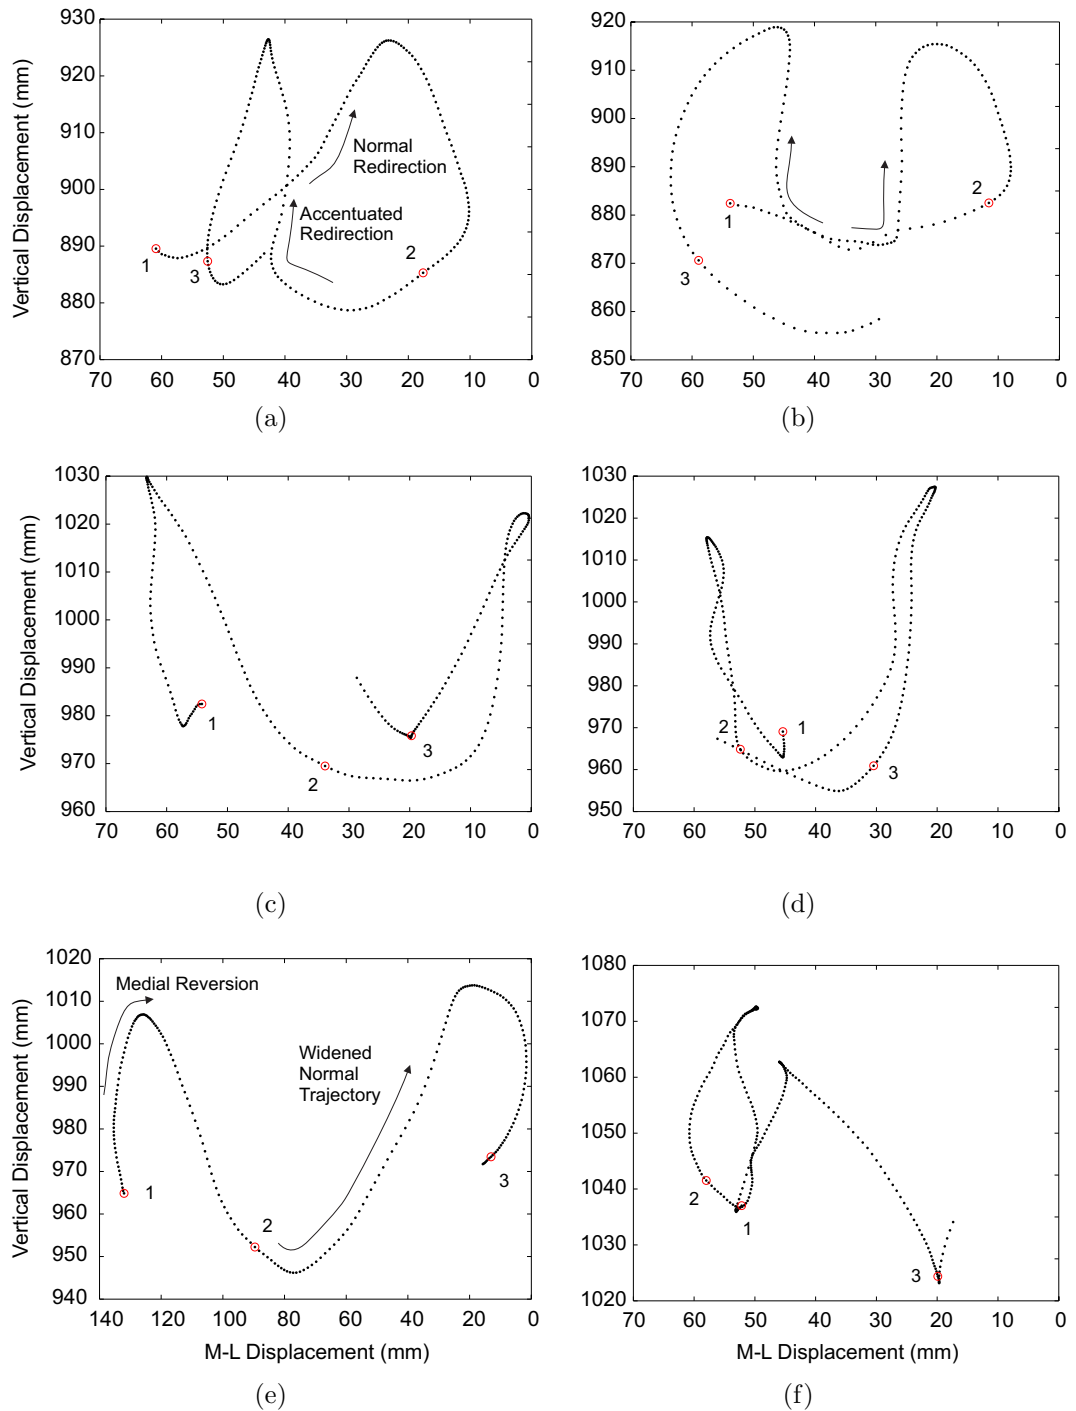 930
920
910
900
890
880
870
Vertical Displacement (mm)
Normal
Redirection
Accentuated
Redirection
1
2
3
70 60 50 40 30 20 10 0
(a)
920
910
900
890
880
870
860
850
1
2
3
70 60 50 40 30 20 10 0
(b)
1030
1020
1010
1000
990
980
970
960
Vertical Displacement (mm)
1
2
3
70 60 50 40 30 20 10 0
(c)
1030
1020
1010
1000
990
980
970
960
950
1
2
3
70 60 50 40 30 20 10 0
(d)
1020
1010
1000
990
980
970
960
950
940
Vertical Displacement (mm)
Medial Reversion
Widened
Normal
Trajectory
1
2
3
140 120 100 80 60 40 20 0
M-L Displacement (mm)
(e)
1080
1070
1060
1050
1040
1030
1020
1
2
3
70 60 50 40 30 20 10 0
M-L Displacement (mm)
(f)